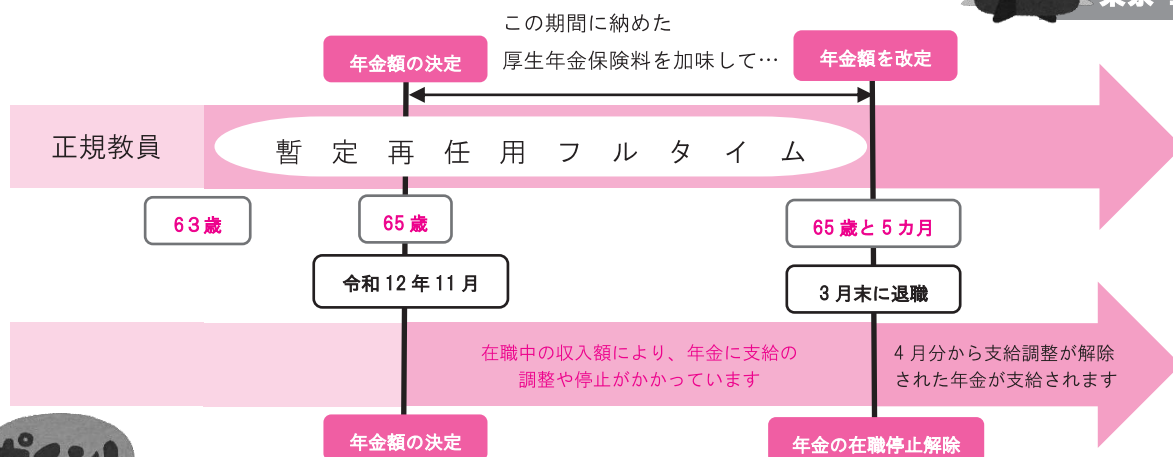 この期間に納めた
厚生年金保険料を加味して…
年金額の決定
年金額を改定
正規教員
暫定再任用フルタイム
63歳
65歳
65歳と5カ月
令和12年11月
3月末に退職
在職中の収入額により、年金に支給の
調整や停止がかかっています
4月分から支給調整が解除
された年金が支給されます
年金額の決定
年金の在職停止解除